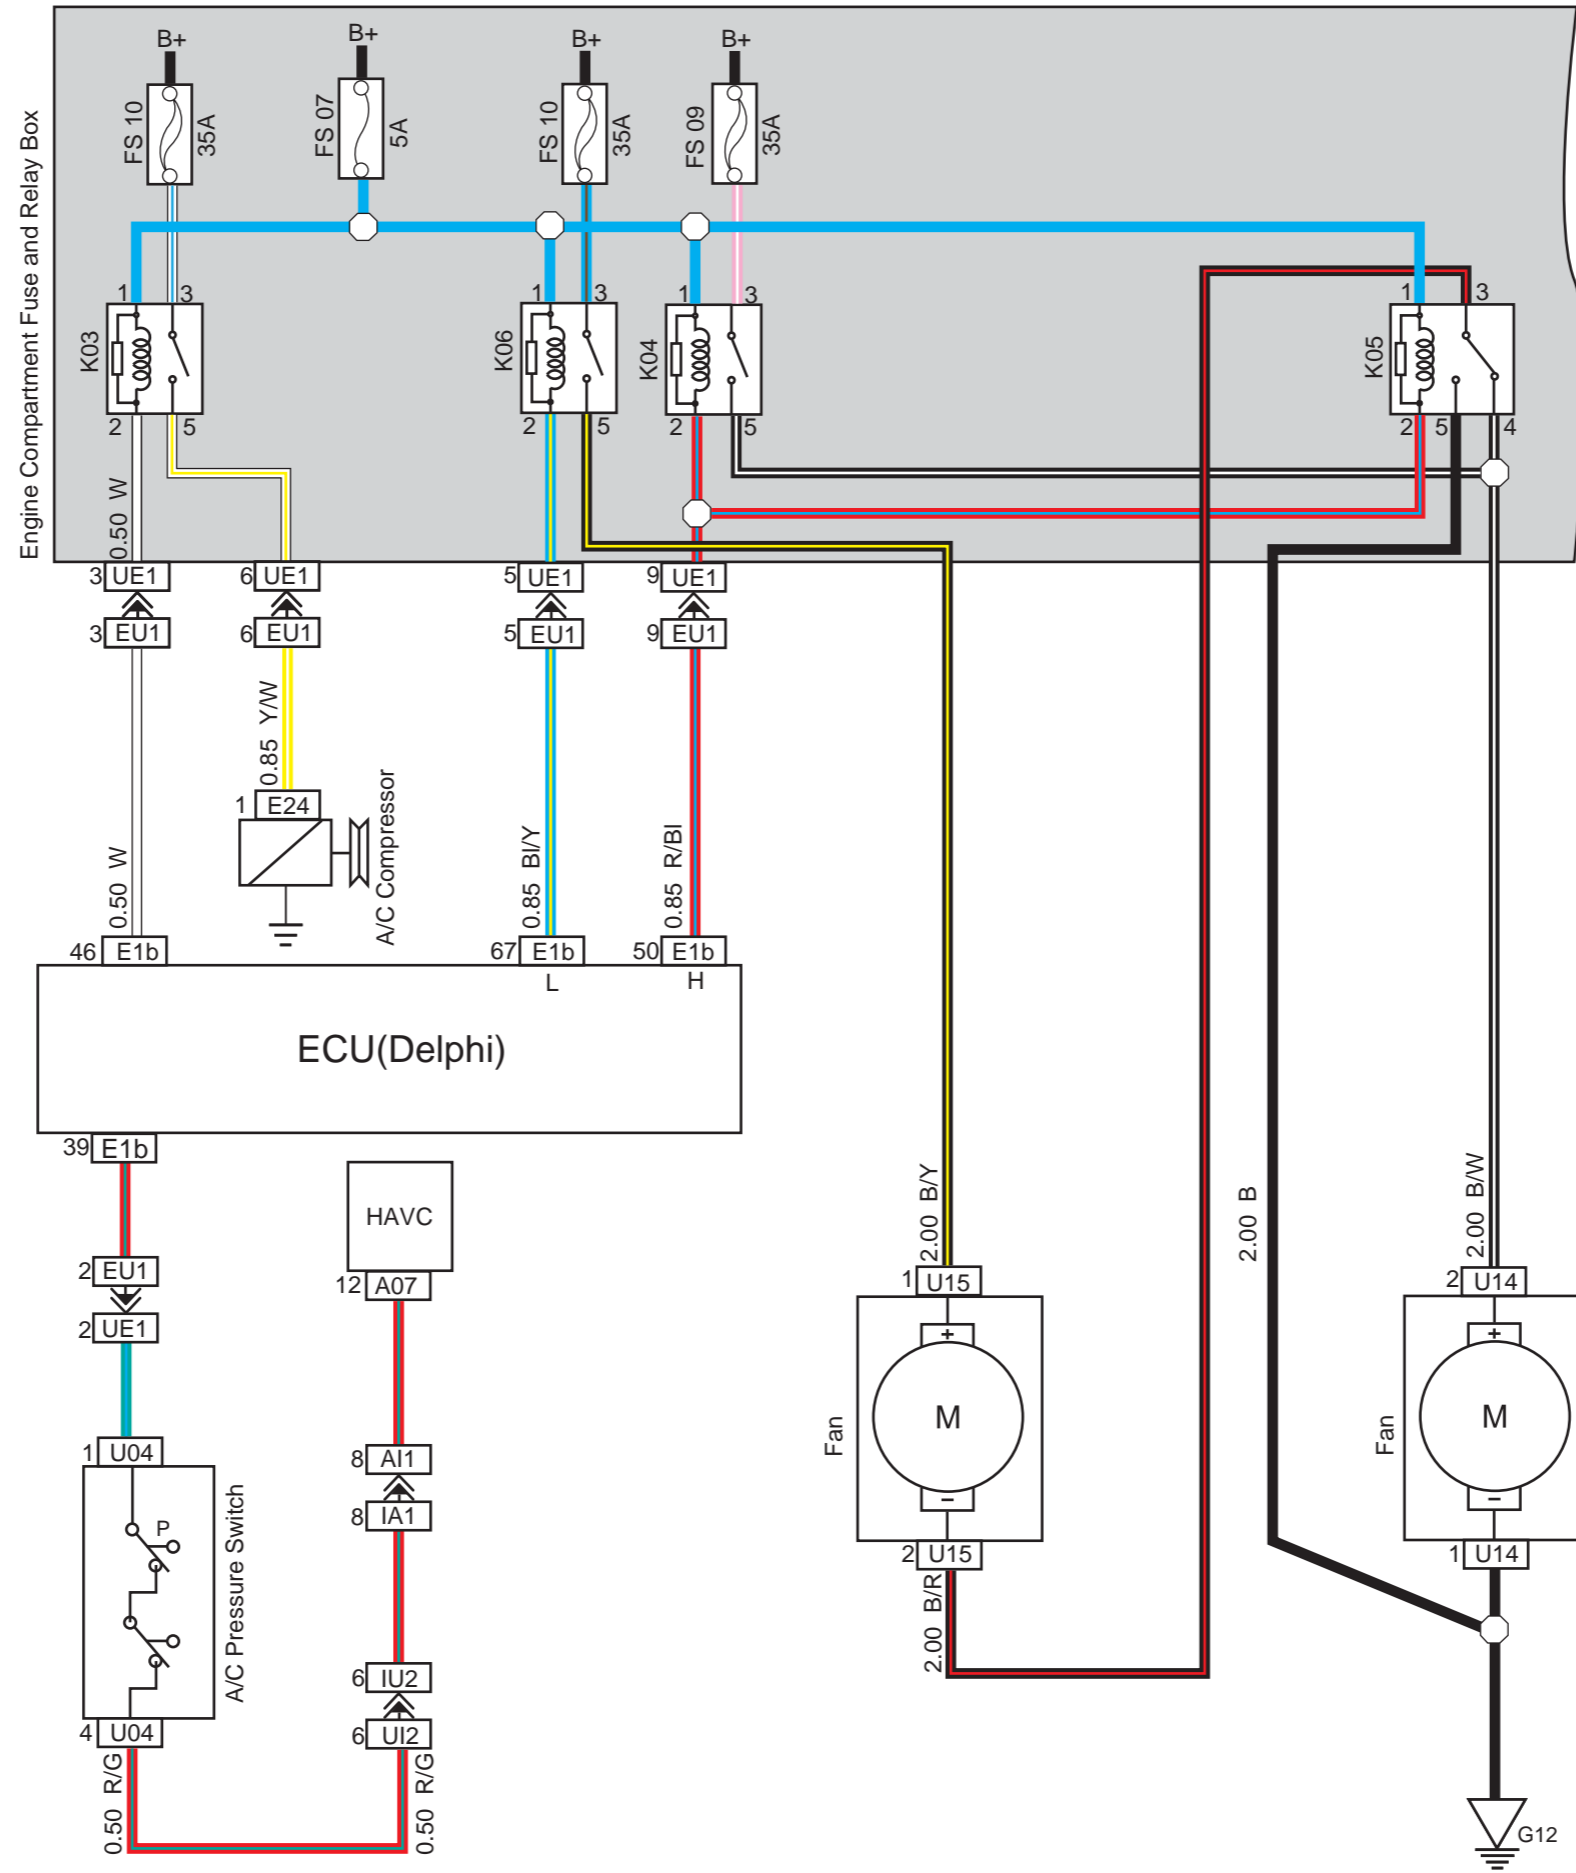 Engine Compartment Fuse and Relay Box
B+ B+ B+ B+
FS 10 35A FS 07 5A FS 10 35A FS 09 35A
1 3 1 3 1 3 1 3
K03 K06 K04 K05
2 5 2 5 2 5 2 5 4
0.50 W
3 UE1 6 UE1 5 UE1 9 UE1
3 EU1 6 EU1 5 EU1 9 EU1
0.85 Y/W
1 E24
A/C Compressor
0.50 W 0.85 Bl/Y 0.85 R/Bl
46 E1b 67 E1b 50 E1b
L H
ECU(Delphi)
39 E1b
HAVC
12 A07
2 EU1
2 UE1
2.00 B/Y 2.00 B 2.00 B/W
1 U15 2 U14
+ +
Fan M Fan M
- -
2 U15 1 U14
2.00 B/R
1 U04
P
A/C Pressure Switch
4 U04
8 AI1
8 IA1
6 IU2
6 UI2
0.50 R/G 0.50 R/G
G12